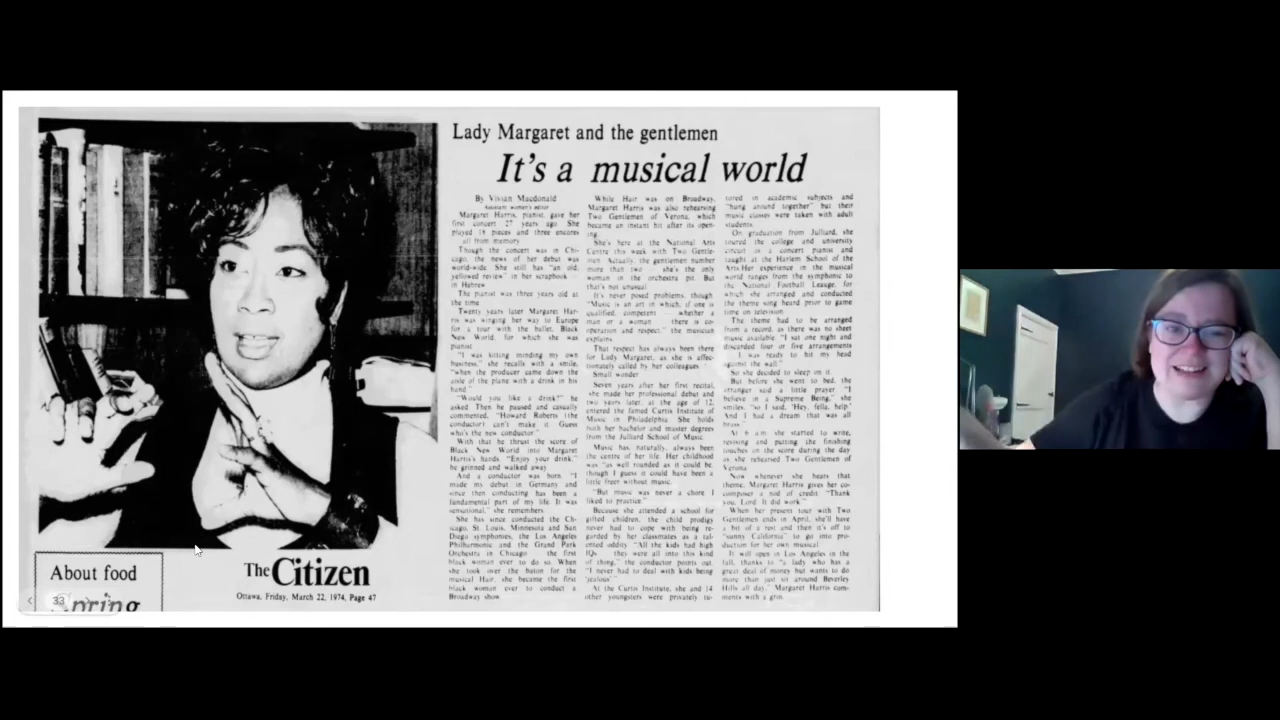 Lady Margaret and the gentlemen
It's a musical world
By Vivian Macdonald
Assistant women's editor
Margaret Harris, pianist, gave her
first concert 27 years ago. She
played 18 pieces and three encores
all from memory
Though the concert was in Chi-
cago, the news of her debut was
world-wide. She still has "an old,
yellowed review" in her scrapbook
in Hebrew
The pianist was three years old at
the time
Twenty years later Margaret Har-
ris was winging her way to Europe
for a tour with the ballet, Black
New World, for which she was
pianist
"I was sitting minding my own
business," she recalls with a smile,
"when the producer came down the
aisle of the plane with a drink in his
hand."
"Would you like a drink?" he
asked. Then he paused and casually
commented, "Howard Roberts (the
conductor) can't make it. Guess
who's the new conductor."
With that he thrust the score of
Black New World into Margaret
Harris's hands. "Enjoy your drink,"
he grinned and walked away
And a conductor was born. "I
made my debut in Germany and
since then conducting has been a
fundamental part of my life. It was
sensational," she remembers.
She has since conducted the Chi-
cago, St. Louis, Minnesota and San
Diego symphonies, the Los Angeles
Philharmonic and the Grand Park
Orchestra in Chicago the first
black woman ever to do so. When
she took over the baton for the
musical Hair, she became the first
black woman ever to conduct a
Broadway show
While Hair was on Broadway,
Margaret Harris was also rehearsing
Two Gentlemen of Verona, which
became an instant hit after its open-
ing.
She's here at the National Arts
Centre this week with Two Gentle-
men. Actually, the gentlemen number
more than two she's the only
woman in the orchestra pit. But
that's not unusual
It's never posed problems, though
"Music is an art in which, if one is
qualified, competent whether a
man or a woman there is co-
operation and respect," the musician
explains.
That respect has always been there
for Lady Margaret, as she is affec-
tionately called by her colleagues
Small wonder
Seven years after her first recital,
she made her professional debut and
two years later, at the age of 12,
entered the famed Curtis Institute of
Music in Philadelphia. She holds
both her bachelor and master degrees
from the Julliard School of Music.
Music has, naturally, always been
the centre of her life. Her childhood
was "as well rounded as it could be,
though I guess it could have been a
little freer without music.
"But music was never a chore. I
liked to practice."
Because she attended a school for
gifted children, the child prodigy
never had to cope with being re-
garded by her classmates as a tal-
ented oddity. "All the kids had high
IQs they were all into this kind
of thing," the conductor points out.
"I never had to deal with kids being
'jealous'"
At the Curtis Institute, she and 14
other youngsters were privately tu-
tored in academic subjects and
"hung around together" but their
music classes were taken with adult
students.
On graduation from Julliard, she
toured the college and university
circuit as a concert pianist and
taught at the Harlem School of the
Arts. Her experience in the musical
world ranges from the symphonic to
the National Football Leauge, for
which she arranged and conducted
the theme song heard prior to game
time on television
The theme had to be arranged
from a record, as there was no sheet
music available. "I sat one night and
discarded four or five arrangements
I was ready to hit my head
against the wall."
So she decided to sleep on it.
But before she went to bed, the
arranger said a little prayer. "I
believe in a Supreme Being," she
smiles, "so I said, 'Hey, fella, help.'
And I had a dream that was all
brass."
At 6 a.m. she started to write,
revising and putting the finishing
touches on the score during the day
as she rehearsed Two Gentlemen of
Verona
Now whenever she hears that
theme, Margaret Harris gives her co-
composer a nod of credit. "Thank
you, Lord. It did work."
When her present tour with Two
Gentlemen ends in April, she'll have
a bit of a rest and then it's off to
"sunny California" to go into pro-
duction for her own musical.
It will open in Los Angeles in the
fall, thanks to "a lady who has a
great deal of money but wants to do
more than just sit around Beverley
Hills all day," Margaret Harris com-
ments with a grin.
About food
Spring
The Citizen
Ottawa, Friday, March 22, 1974, Page 47
33